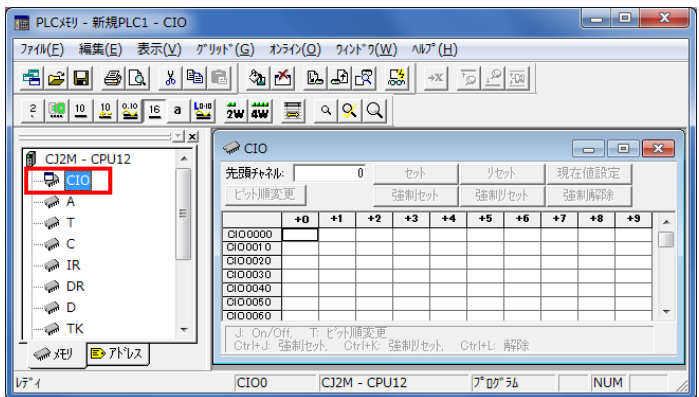 PLCﾒﾓﾘ - 新規PLC1 - CIO
ﾌｧｲﾙ(F) 編集(E) 表示(V) ｸﾞﾘｯﾄﾞ(G) ｵﾝﾗｲﾝ(O) ｳｨﾝﾄﾞｳ(W) ﾍﾙﾌﾟ(H)
2 10 10 0.10 16 a L0-10 2W 4W
CJ2M - CPU12
CIO
A
T
C
IR
DR
D
TK
ﾒﾓﾘ ｱﾄﾞﾚｽ
CIO
先頭ﾁｬﾈﾙ: 0 セット リセット 現在値設定
ﾋﾞｯﾄ順変更 強制セット 強制ﾘセット 強制解除
+0 +1 +2 +3 +4 +5 +6 +7 +8 +9
CIO0000
CIO0010
CIO0020
CIO0030
CIO0040
CIO0050
CIO0060
J: On/Off, T: ﾋﾞｯﾄ順変更
Ctrl+J: 強制セット, Ctrl+K: 強制ﾘセット, Ctrl+L: 解除
ﾚﾃﾞｨ CIO0 CJ2M - CPU12 ﾌﾟﾛｸﾞﾗﾑ NUM